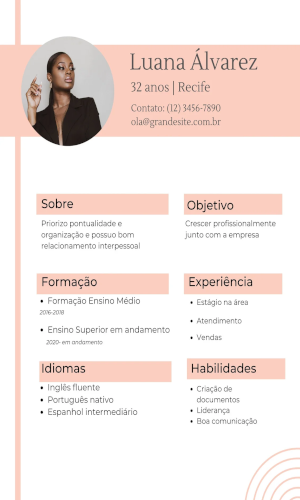 Luana Álvarez
32 anos | Recife
Contato: (12) 3456-7890
ola@grandesite.com.br
Sobre
Priorizo pontualidade e
organização e possuo bom
relacionamento interpessoal
Objetivo
Crescer profissionalmente
junto com a empresa
Formação
• Formação Ensino Médio
2016-2018
• Ensino Superior em andamento
2020- em andamento
Experiência
• Estágio na área
• Atendimento
• Vendas
Idiomas
• Inglês fluente
• Português nativo
• Espanhol intermediário
Habilidades
• Criação de
documentos
• Liderança
• Boa comunicação